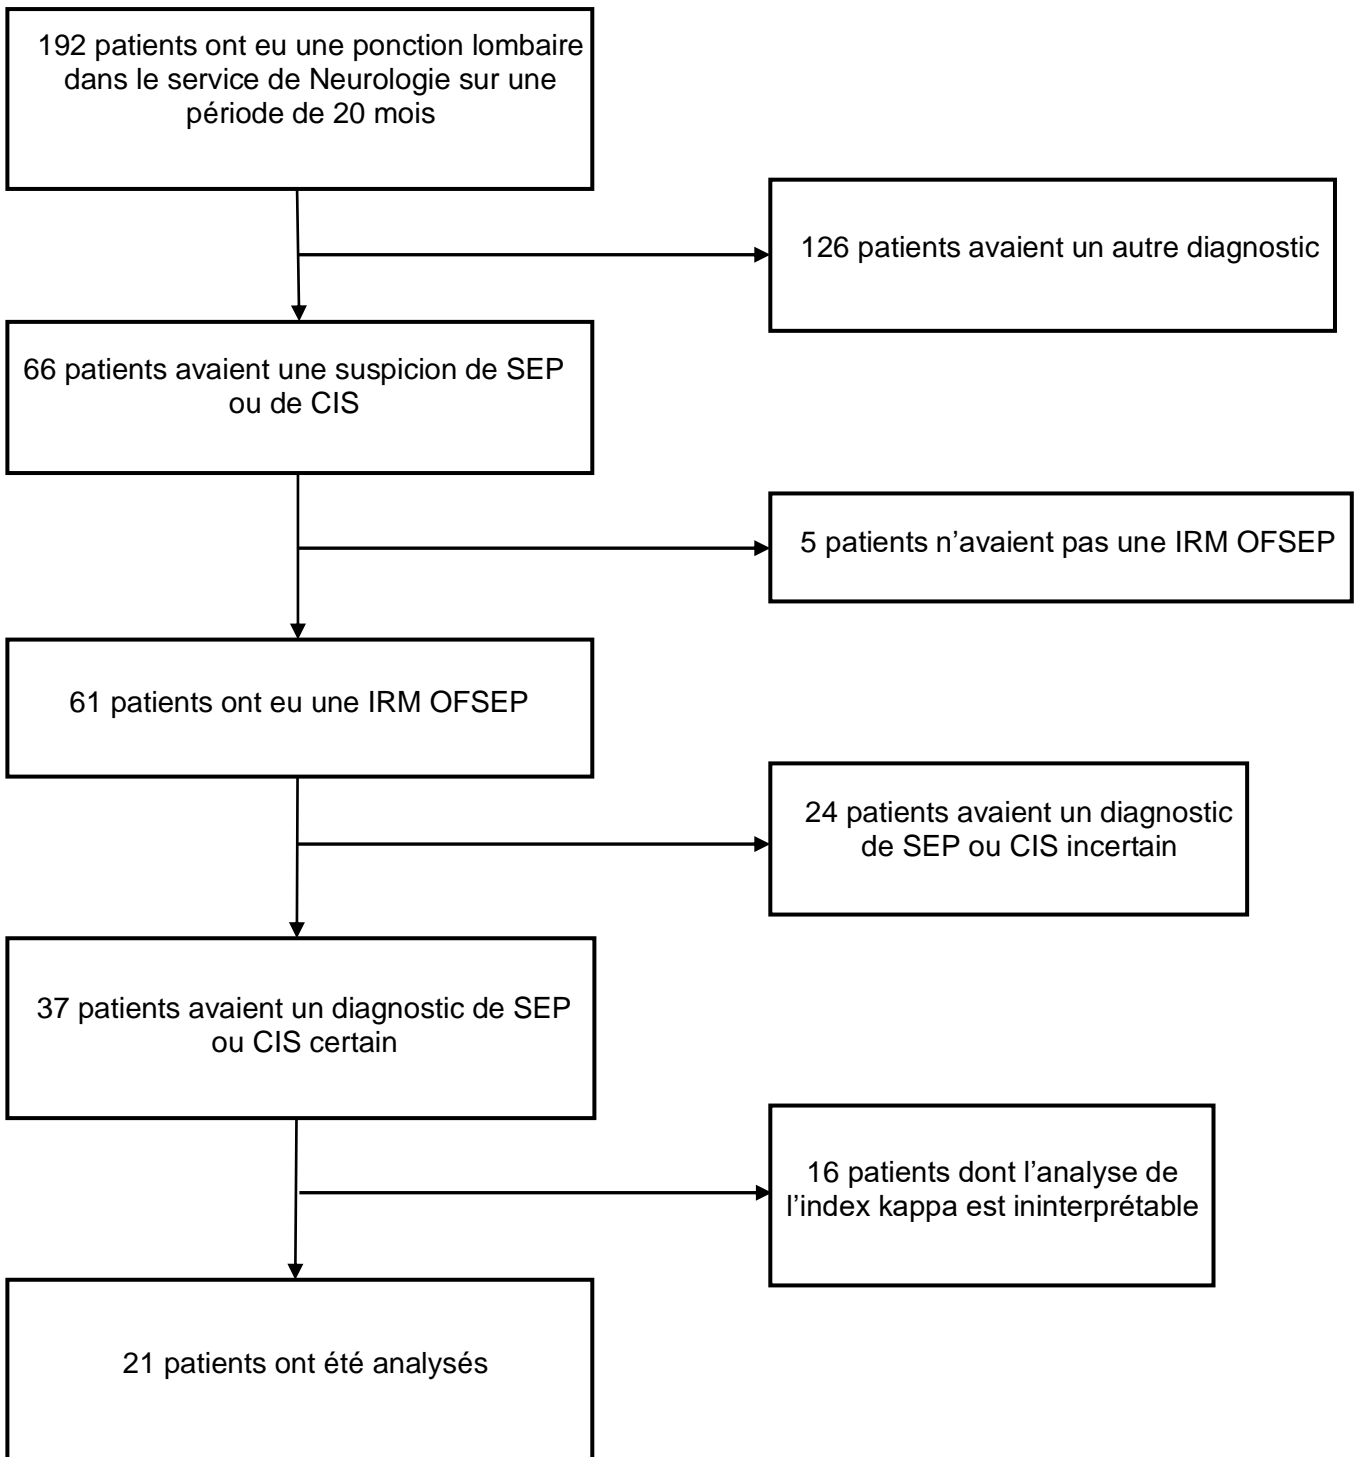 192 patients ont eu une ponction lombaire
dans le service de Neurologie sur une
période de 20 mois
126 patients avaient un autre diagnostic
66 patients avaient une suspicion de SEP
ou de CIS
5 patients n’avaient pas une IRM OFSEP
61 patients ont eu une IRM OFSEP
24 patients avaient un diagnostic
de SEP ou CIS incertain
37 patients avaient un diagnostic de SEP
ou CIS certain
16 patients dont l’analyse de
l’index kappa est ininterprétable
21 patients ont été analysés